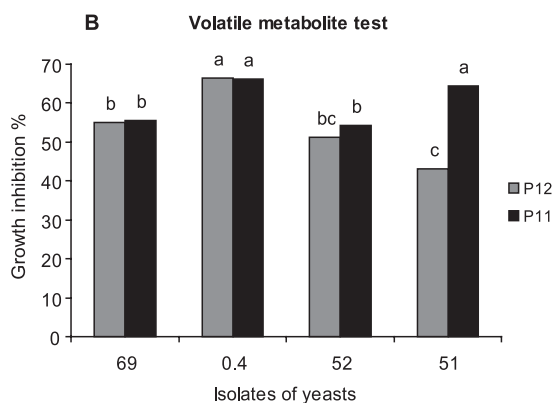 B Volatile metabolite test
70
60
50
40
30
20
10
0
Growth inhibition %
b b
a a
bc b
c a
69 0.4 52 51
Isolates of yeasts
P12
P11